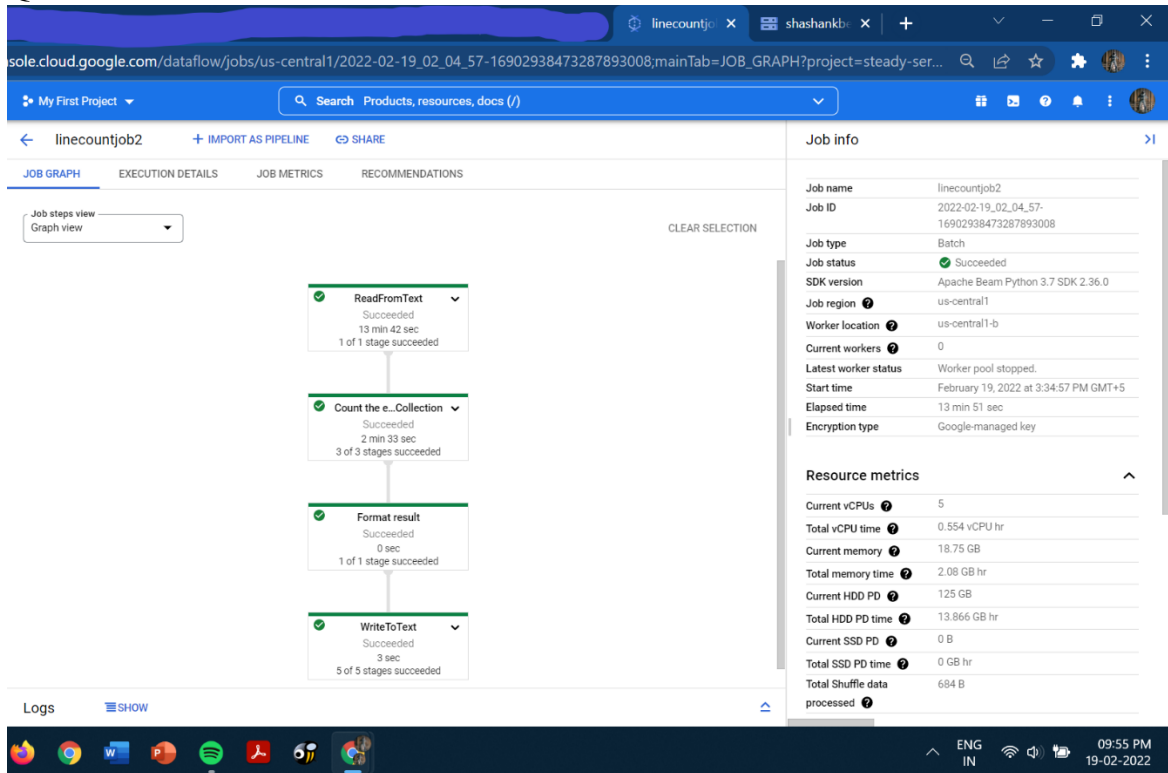 linecountjol
shashankbe
isole.cloud.google.com/dataflow/jobs/us-central1/2022-02-19_02_04_57-16902938473287893008;mainTab=JOB_GRAPH?project=steady-ser...
My First Project
Search Products, resources, docs (/)
linecountjob2
IMPORT AS PIPELINE
SHARE
JOB GRAPH
EXECUTION DETAILS
JOB METRICS
RECOMMENDATIONS
Job steps view
Graph view
CLEAR SELECTION
ReadFromText
Succeeded
13 min 42 sec
1 of 1 stage succeeded
Count the e...Collection
Succeeded
2 min 33 sec
3 of 3 stages succeeded
Format result
Succeeded
0 sec
1 of 1 stage succeeded
WriteToText
Succeeded
3 sec
5 of 5 stages succeeded
Logs
SHOW
Job info
Job name linecountjob2
Job ID 2022-02-19_02_04_57-
16902938473287893008
Job type Batch
Job status Succeeded
SDK version Apache Beam Python 3.7 SDK 2.36.0
Job region us-central1
Worker location us-central1-b
Current workers 0
Latest worker status Worker pool stopped.
Start time February 19, 2022 at 3:34:57 PM GMT+5
Elapsed time 13 min 51 sec
Encryption type Google-managed key
Resource metrics
Current vCPUs 5
Total vCPU time 0.554 vCPU hr
Current memory 18.75 GB
Total memory time 2.08 GB hr
Current HDD PD 125 GB
Total HDD PD time 13.866 GB hr
Current SSD PD 0 B
Total SSD PD time 0 GB hr
Total Shuffle data 684 B
processed
ENG
IN
09:55 PM
19-02-2022